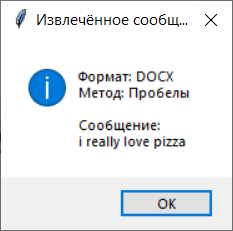 Извлечённое сообщ...
Формат: DOCX
Метод: Пробелы
Сообщение:
i really love pizza
OK